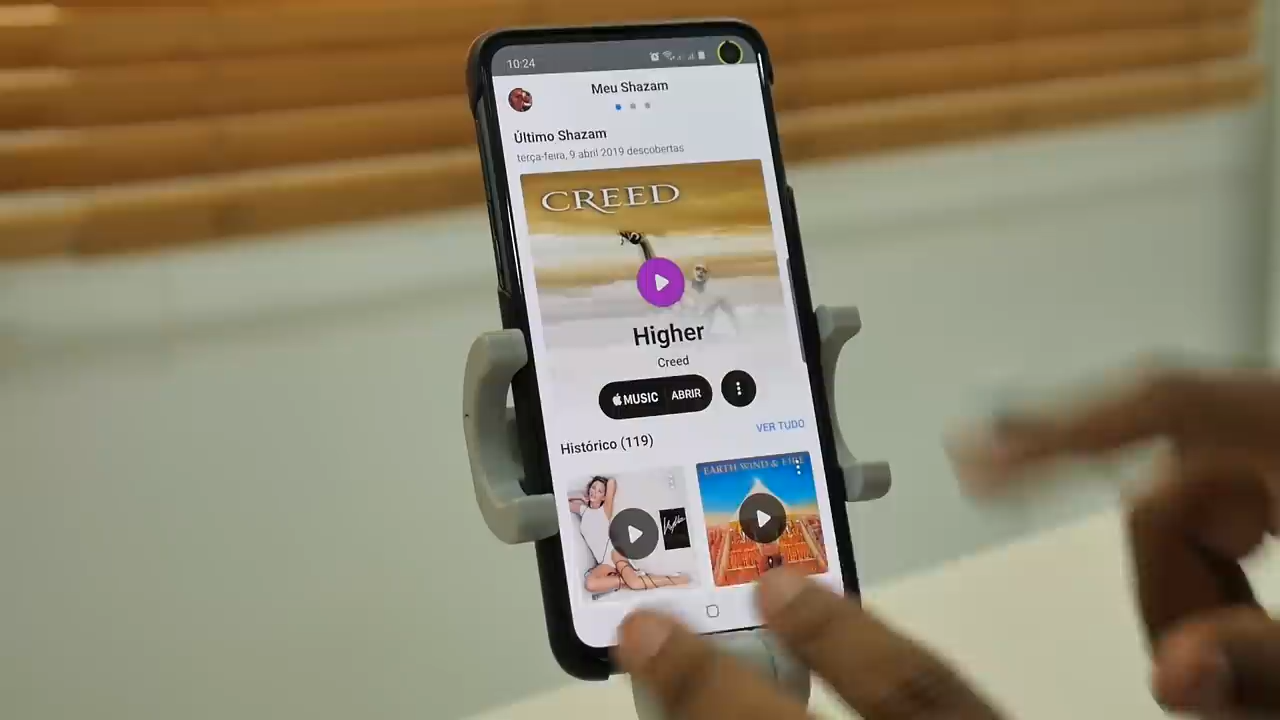 10:24
Meu Shazam
Último Shazam
terça-feira, 9 abril 2019 descobertas
CREED
Higher
Creed
MUSIC ABRIR
Histórico (119)
VER TUDO
Kylie
EARTH WIND & FIRE